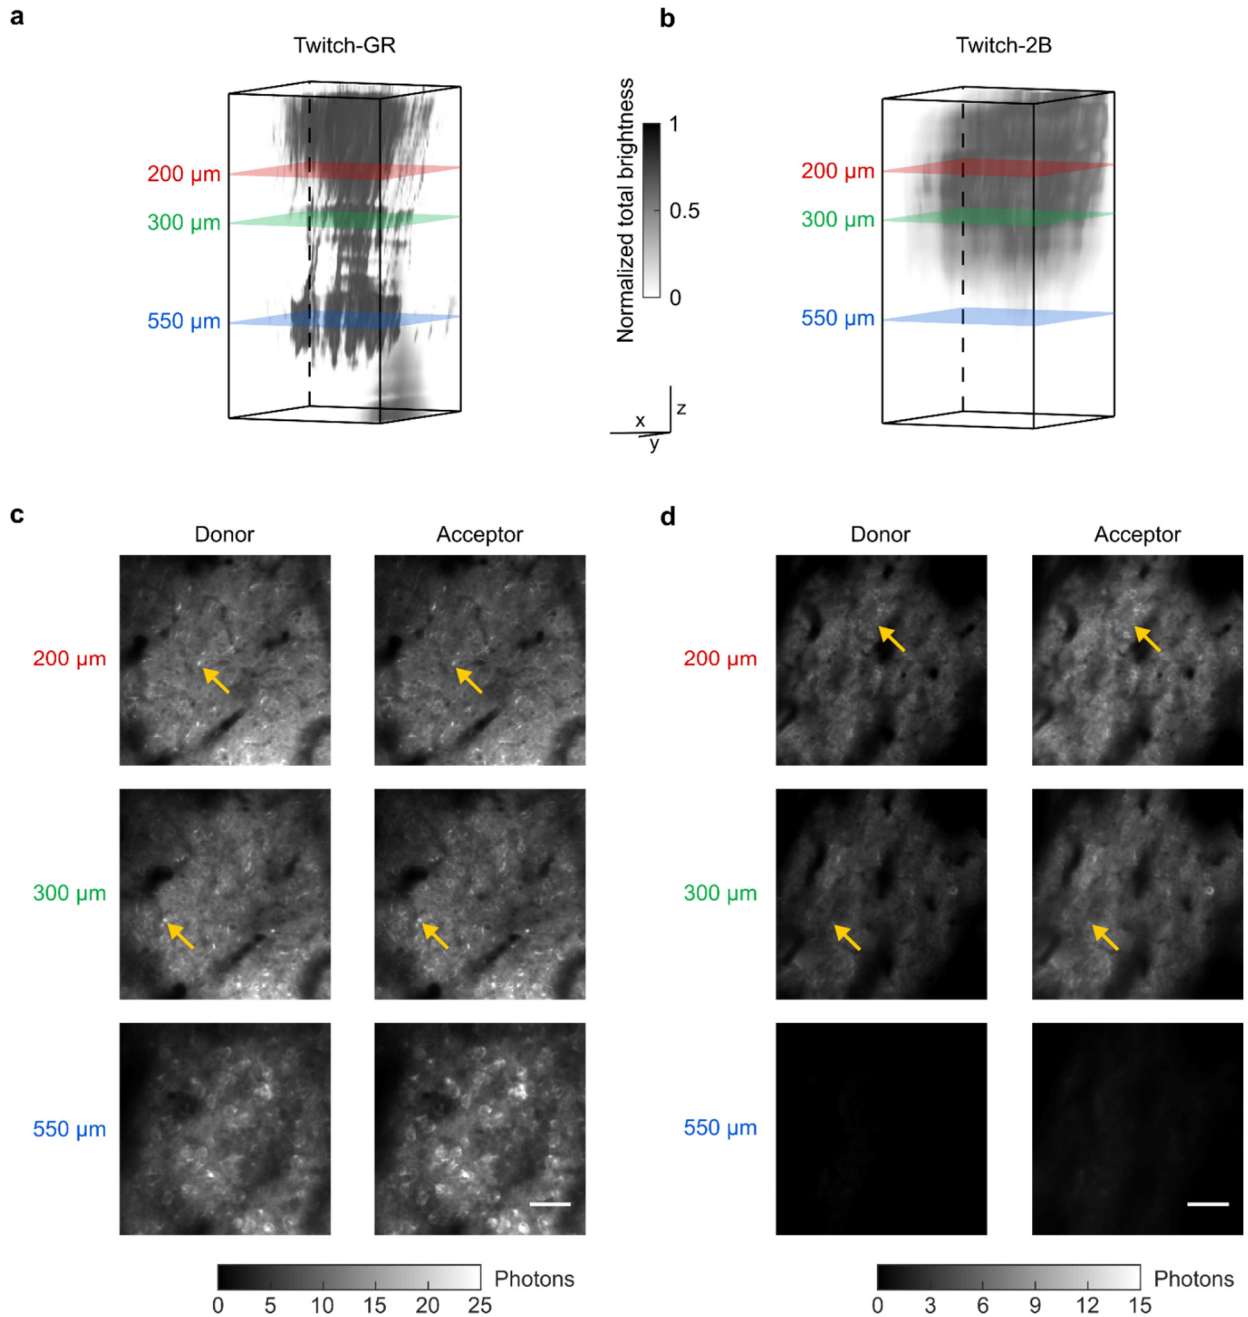 a
b
Twitch-GR
Twitch-2B
Normalized total brightness
1
0.5
0
200 µm
300 µm
550 µm
200 µm
300 µm
550 µm
x
y
z
c
d
Donor
Acceptor
Donor
Acceptor
200 µm
200 µm
300 µm
300 µm
550 µm
550 µm
Photons
0 5 10 15 20 25
Photons
0 3 6 9 12 15